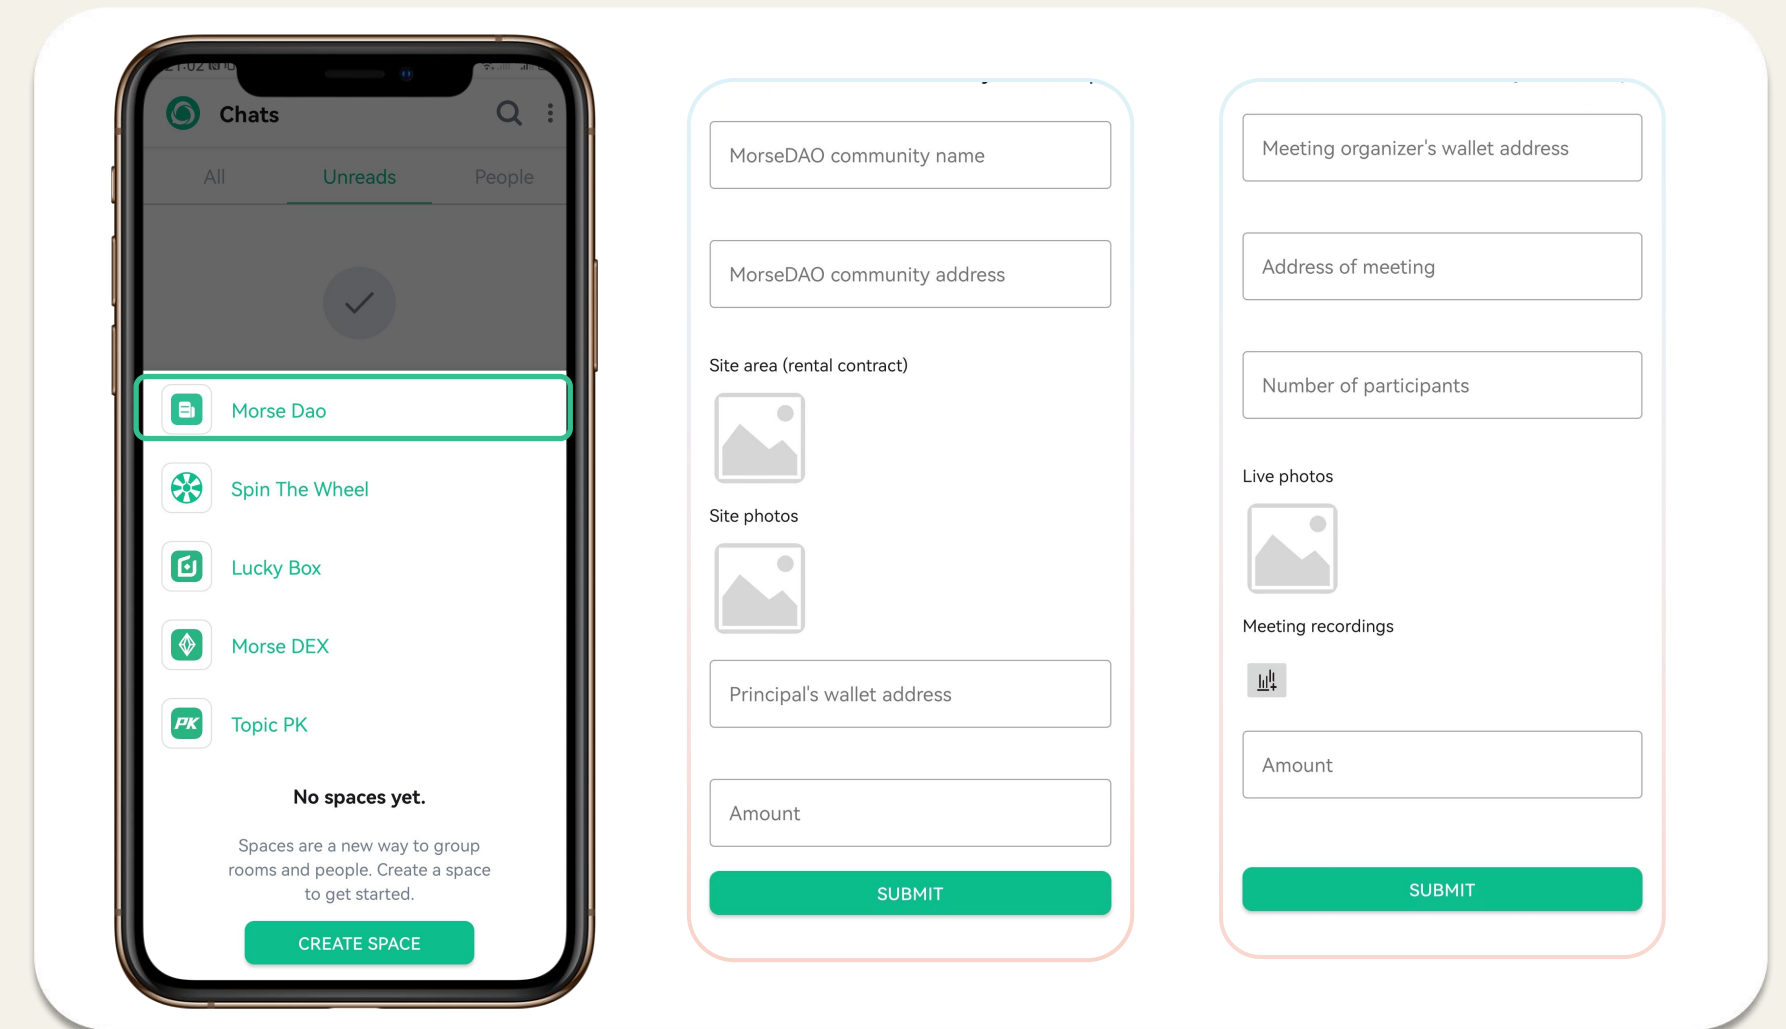 21:02
Chats
All
Unreads
People
Morse Dao
Spin The Wheel
Lucky Box
Morse DEX
PK
Topic PK
No spaces yet.
Spaces are a new way to group
rooms and people. Create a space
to get started.
CREATE SPACE
MorseDAO community name
MorseDAO community address
Site area (rental contract)
Site photos
Principal's wallet address
Amount
SUBMIT
Meeting organizer's wallet address
Address of meeting
Number of participants
Live photos
Meeting recordings
Amount
SUBMIT